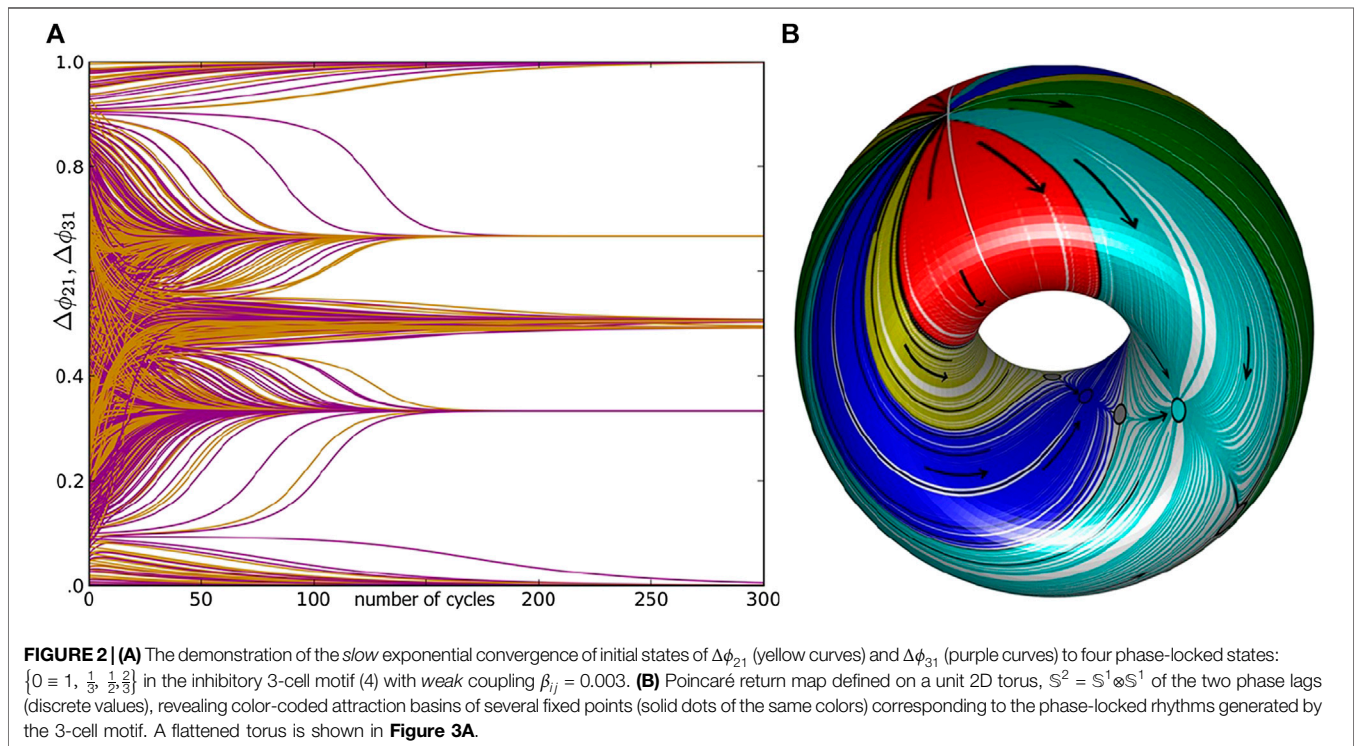 A
B
1.0
0.8
0.4
0.2
.0
Δϕ₂₁, Δϕ₃₁
0 50 100 number of cycles 200 250 300
FIGURE 2 | (A) The demonstration of the slow exponential convergence of initial states of Δϕ₂₁ (yellow curves) and Δϕ₃₁ (purple curves) to four phase-locked states:
{0 ≡ 1, 1/3, 1/2, 2/3} in the inhibitory 3-cell motif (4) with weak coupling βᵢⱼ = 0.003. (B) Poincaré return map defined on a unit 2D torus, 𝕊² = 𝕊¹⊗𝕊¹ of the two phase lags
(discrete values), revealing color-coded attraction basins of several fixed points (solid dots of the same colors) corresponding to the phase-locked rhythms generated by
the 3-cell motif. A flattened torus is shown in Figure 3A.